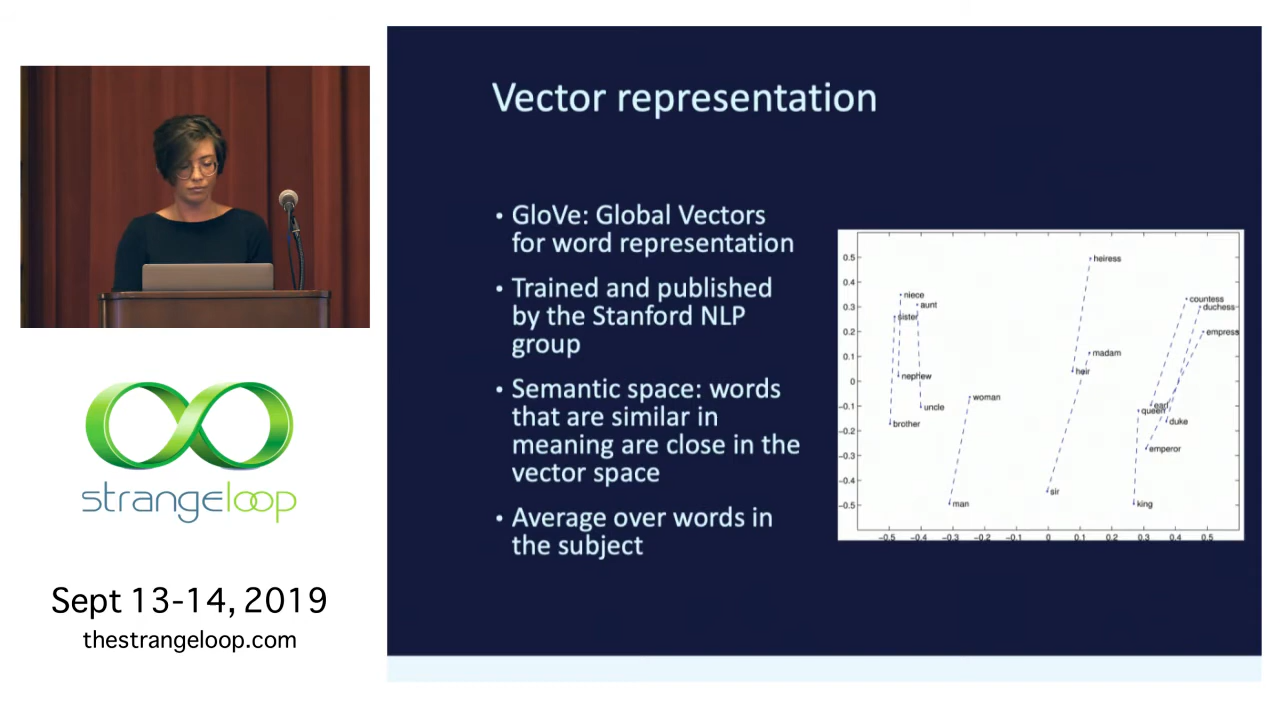 Vector representation
• GloVe: Global Vectors
for word representation
• Trained and published
by the Stanford NLP
group
• Semantic space: words
that are similar in
meaning are close in the
vector space
• Average over words in
the subject
0.5
0.4
0.3
0.2
0.1
0
-0.1
-0.2
-0.3
-0.4
-0.5
-0.5 -0.4 -0.3 -0.2 -0.1 0 0.1 0.2 0.3 0.4 0.5
heiress
niece
aunt
sister
countess
duchess
empress
madam
heir
nephew
woman
uncle
earl
queen
brother
duke
emperor
sir
man
king
strangeloop
Sept 13-14, 2019
thestrangeloop.com